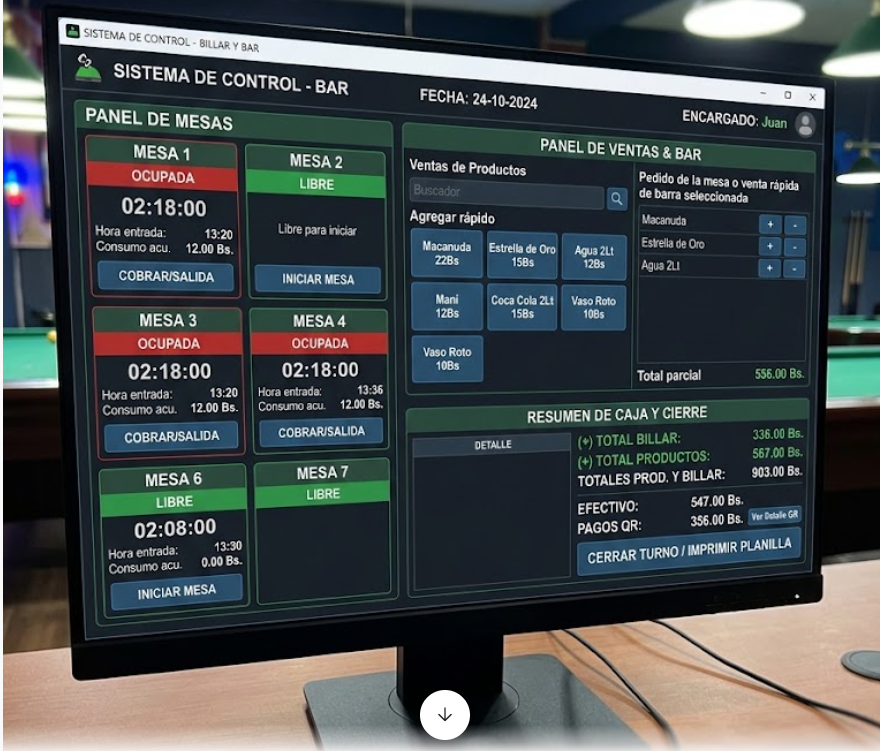 SISTEMA DE CONTROL - BILLAR Y BAR
SISTEMA DE CONTROL - BAR
FECHA: 24-10-2024
ENCARGADO: Juan
PANEL DE MESAS
MESA 1
OCUPADA
02:18:00
Hora entrada: 13:20
Consumo acu. 12.00 Bs.
COBRAR/SALIDA
MESA 2
LIBRE
Libre para iniciar
INICIAR MESA
MESA 3
OCUPADA
02:18:00
Hora entrada: 13:20
Consumo acu. 12.00 Bs.
COBRAR/SALIDA
MESA 4
OCUPADA
02:18:00
Hora entrada: 13:36
Consumo acu. 12.00 Bs.
COBRAR/SALIDA
MESA 6
LIBRE
02:08:00
Hora entrada: 13:30
Consumo acu. 0.00 Bs.
INICIAR MESA
MESA 7
LIBRE
PANEL DE VENTAS & BAR
Ventas de Productos
Buscador
Agregar rápido
Macanuda
22Bs
Estrella de Oro
15Bs
Agua 2Lt
12Bs
Maní
12Bs
Coca Cola 2Lt
15Bs
Vaso Roto
10Bs
Vaso Roto
10Bs
Pedido de la mesa o venta rápida
de barra seleccionada
Macanuda + -
Estrella de Oro + -
Agua 2Lt + -
Total parcial 556.00 Bs.
RESUMEN DE CAJA Y CIERRE
DETALLE
(+) TOTAL BILLAR: 336.00 Bs.
(+) TOTAL PRODUCTOS: 567.00 Bs.
TOTALES PROD. Y BILLAR: 903.00 Bs.
EFECTIVO: 547.00 Bs.
PAGOS QR: 356.00 Bs. Ver Dstalle GR
CERRAR TURNO / IMPRIMIR PLANILLA